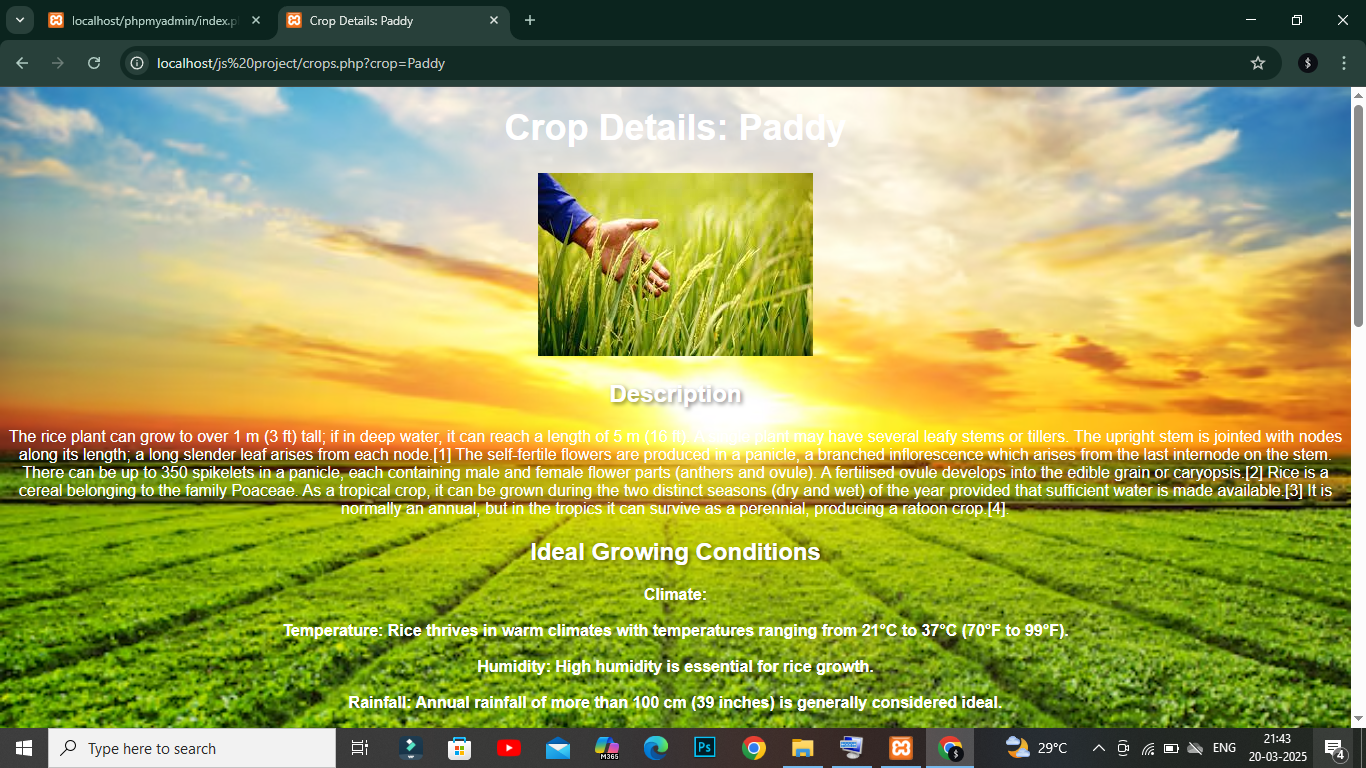 localhost/phpmyadmin/index.p
Crop Details: Paddy
localhost/js%20project/crops.php?crop=Paddy
$
Crop Details: Paddy
Description
The rice plant can grow to over 1 m (3 ft) tall; if in deep water, it can reach a length of 5 m (16 ft). may have several leafy stems or tillers. The upright stem is jointed with nodes
along its length; a long slender leaf arises from each node.[1] The self-fertile flowers are produced in a panicle, a branched inflorescence which arises from the last internode on the stem.
There can be up to 350 spikelets in a panicle, each containing male and female flower parts (anthers and ovule). A fertilised ovule develops into the edible grain or caryopsis.[2] Rice is a
cereal belonging to the family Poaceae. As a tropical crop, it can be grown during the two distinct seasons (dry and wet) of the year provided that sufficient water is made available.[3] It is
normally an annual, but in the tropics it can survive as a perennial, producing a ratoon crop.[4]
Ideal Growing Conditions
Climate:
Temperature: Rice thrives in warm climates with temperatures ranging from 21°C to 37°C (70°F to 99°F).
Humidity: High humidity is essential for rice growth.
Rainfall: Annual rainfall of more than 100 cm (39 inches) is generally considered ideal.
Type here to search
M365
Ps
$
29°C
ENG
21:43
20-03-2025
4